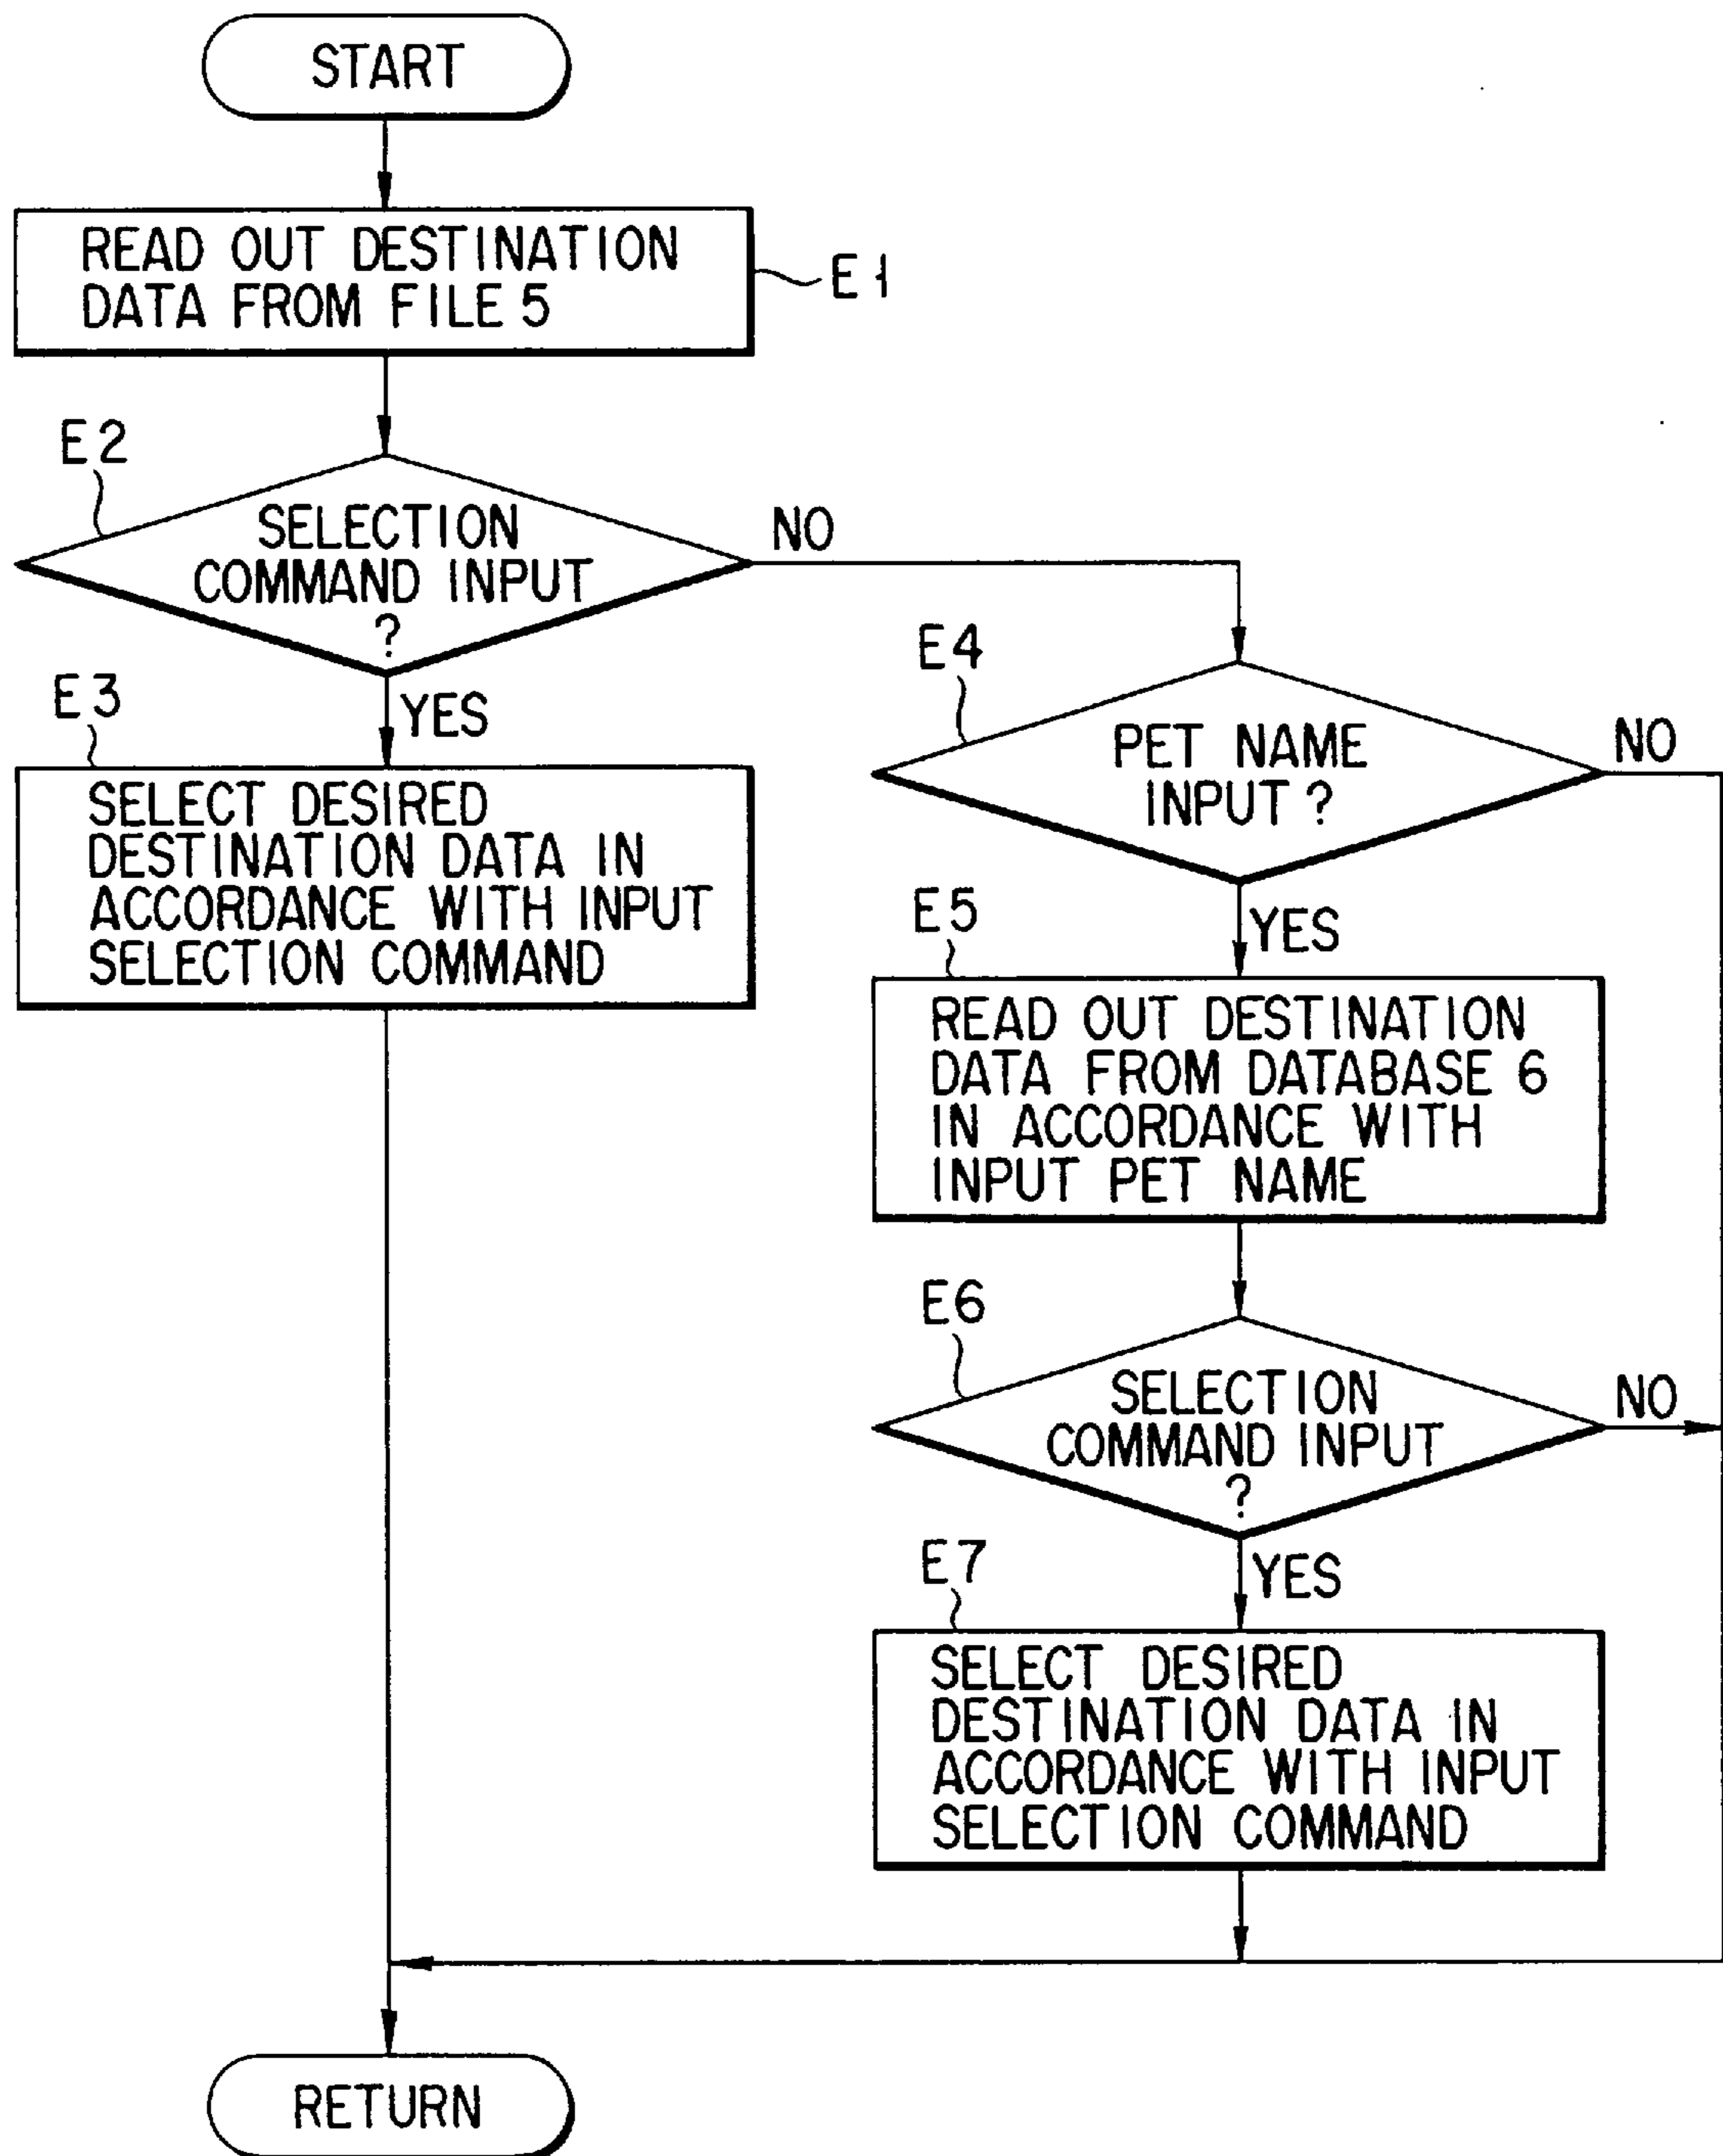 START
READ OUT DESTINATION
DATA FROM FILE 5
E1
E2
SELECTION
COMMAND INPUT
?
NO
YES
E3
SELECT DESIRED
DESTINATION DATA IN
ACCORDANCE WITH INPUT
SELECTION COMMAND
E4
PET NAME
INPUT ?
NO
YES
E5
READ OUT DESTINATION
DATA FROM DATABASE 6
IN ACCORDANCE WITH
INPUT PET NAME
E6
SELECTION
COMMAND INPUT
?
NO
YES
E7
SELECT DESIRED
DESTINATION DATA IN
ACCORDANCE WITH INPUT
SELECTION COMMAND
RETURN